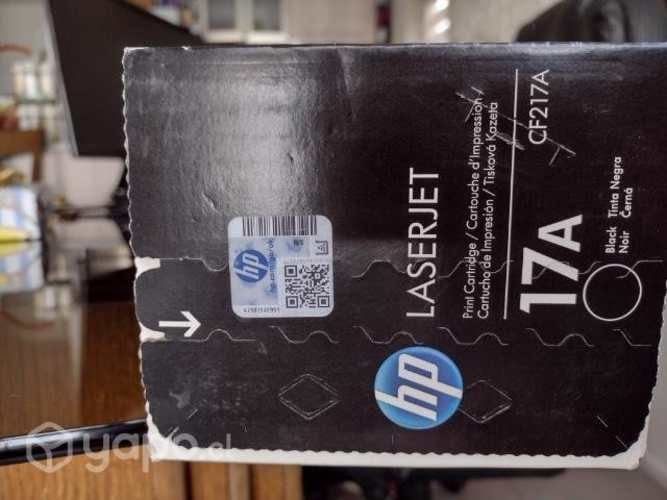 LASERJET
Print Cartridge / Cartouche d'Impression /
Cartucho de Impresión / Tisková Kazeta
17A
CF217A
Black Tinta Negra
Noir Černá
hp
hp
yapo.cl